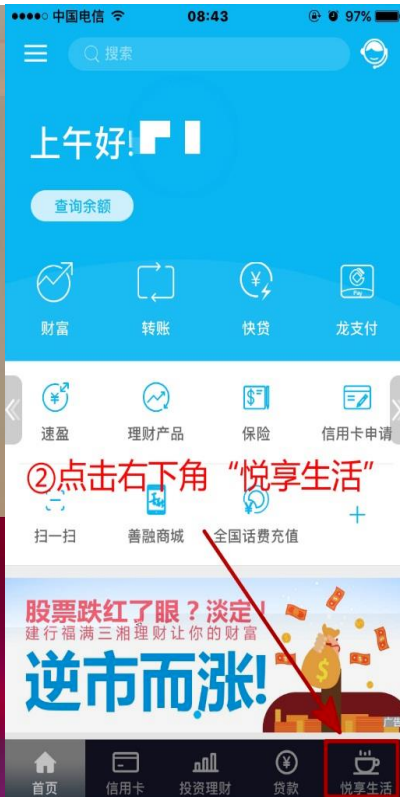 中国电信 08:43 97%
搜索
上午好!
查询余额
财富 转账 快贷 龙支付
Pay
速盈 理财产品 保险 信用卡申请
②点击右下角“悦享生活”
扫一扫 善融商城 全国话费充值
股票跌红了眼？淡定！
建行福满三湘理财让你的财富
逆市而涨!
广告
首页 信用卡 投资理财 贷款 悦享生活